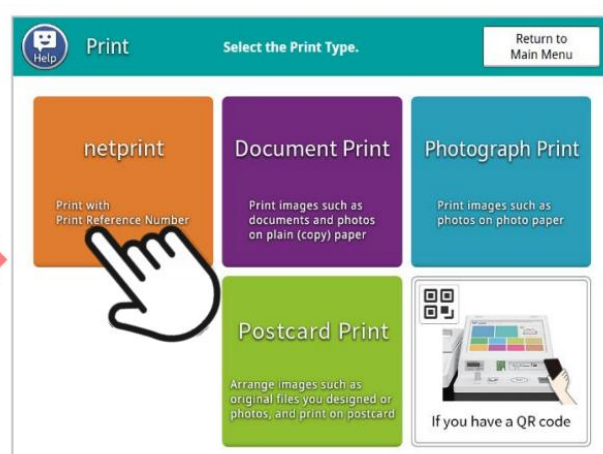 Help
Print
Select the Print Type.
Return to
Main Menu
netprint
Print with
Print Reference Number
Document Print
Print images such as
documents and photos
on plain (copy) paper
Photograph Print
Print images such as
photos on photo paper
Postcard Print
Arrange images such as
original files you designed or
photos, and print on postcard
If you have a QR code